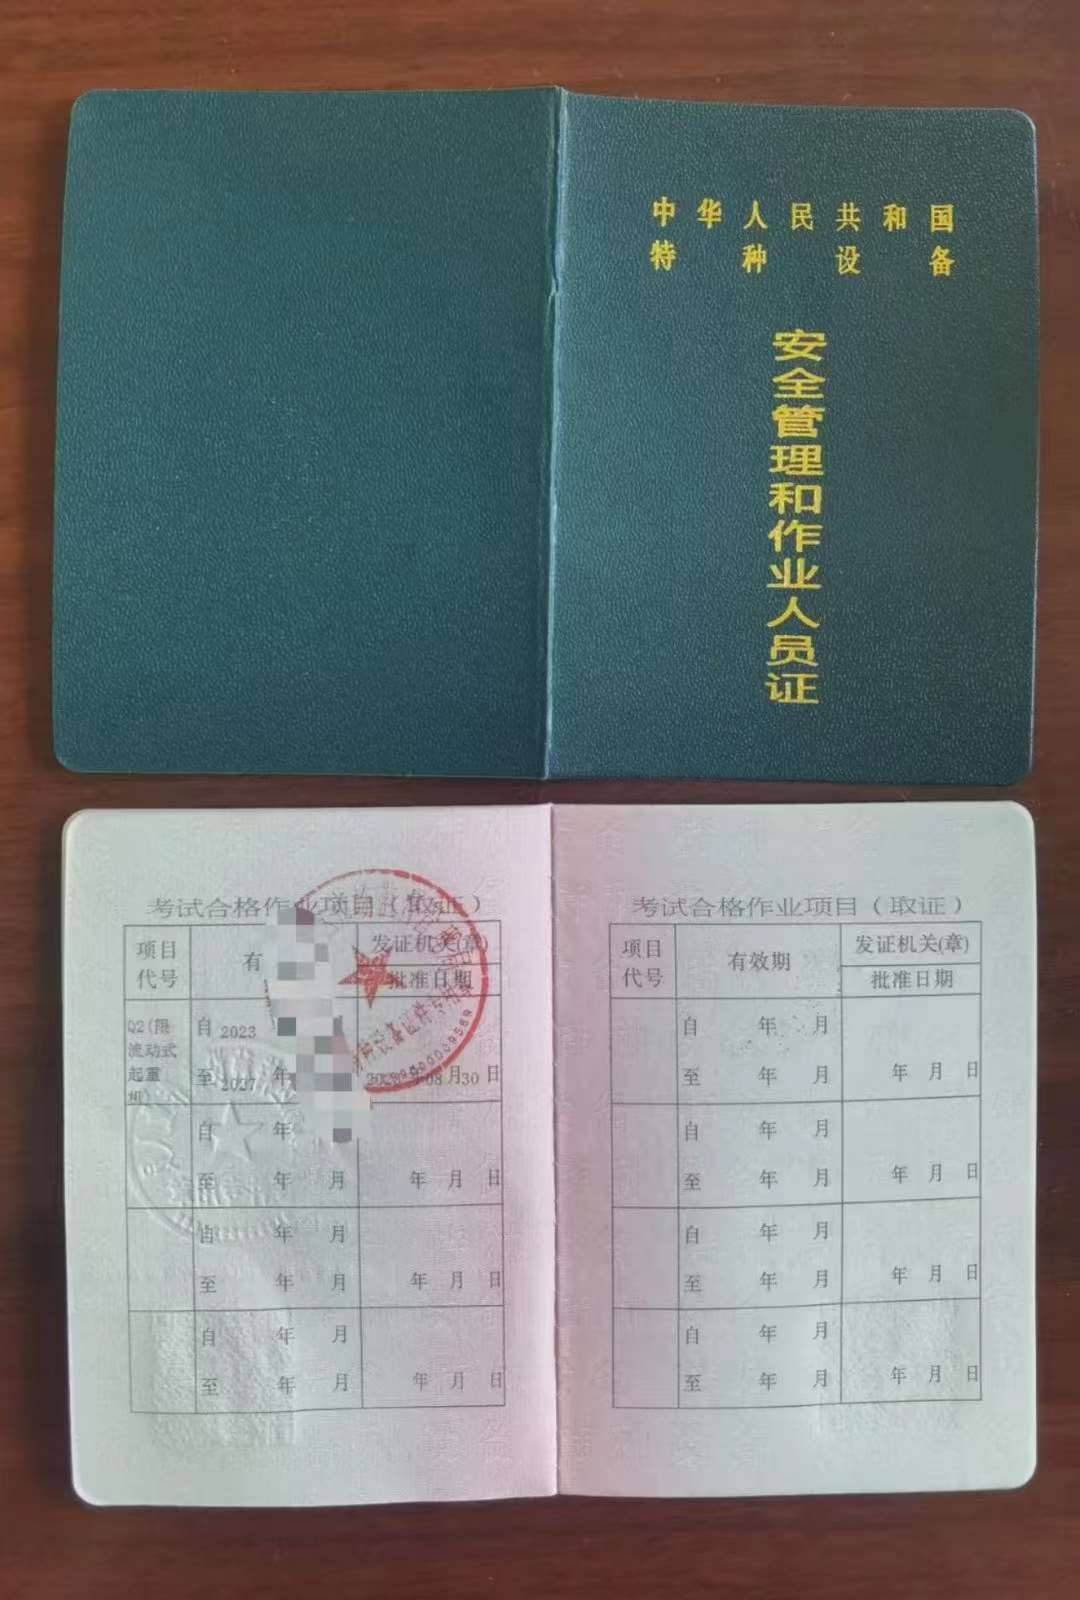 中华人民共和国
特种设备
安全管理和作业人员证
考试合格作业项目(取证)
项目代号
有
发证机关(章)
批准日期
Q2(限流动式起重机)
自 2023 月
至 2027 年
08月30日
自 年
至 年 月
年 月 日
自 年 月
至 年 月
年 月 日
自 年 月
至 年 月
年 月 日
考试合格作业项目(取证)
项目代号
有效期
发证机关(章)
批准日期
自 年 月
至 年 月
年 月 日
自 年 月
至 年 月
年 月 日
自 年 月
至 年 月
年 月 日
自 年 月
至 年 月
年 月 日